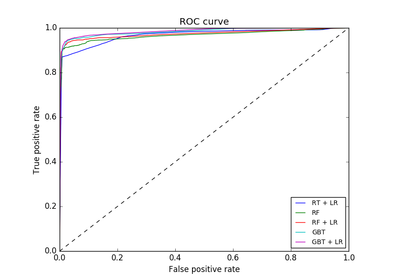 ROC curve
True positive rate
1.0
0.8
0.6
0.4
0.2
0.0
0.0 0.2 0.4 0.6 0.8 1.0
False positive rate
RT + LR
RF
RF + LR
GBT
GBT + LR